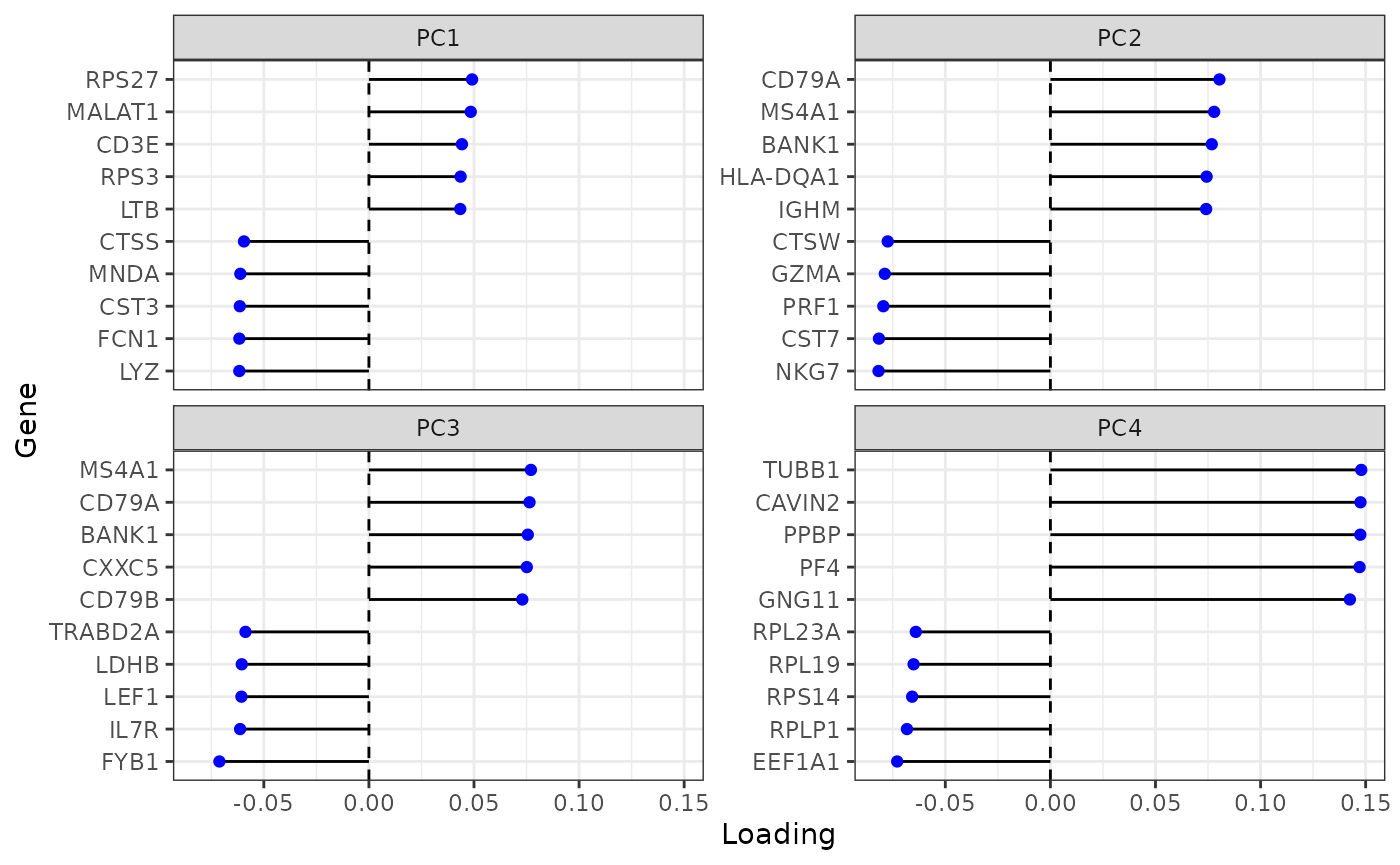 PC1
RPS27
MALAT1
CD3E
RPS3
LTB
CTSS
MNDA
CST3
FCN1
LYZ
PC2
CD79A
MS4A1
BANK1
HLA-DQA1
IGHM
CTSW
GZMA
PRF1
CST7
NKG7
Gene
PC3
MS4A1
CD79A
BANK1
CXXC5
CD79B
TRABD2A
LDHB
LEF1
IL7R
FYB1
-0.05 0.00 0.05 0.10 0.15
PC4
TUBB1
CAVIN2
PPBP
PF4
GNG11
RPL23A
RPL19
RPS14
RPLP1
EEF1A1
-0.05 0.00 0.05 0.10 0.15
Loading